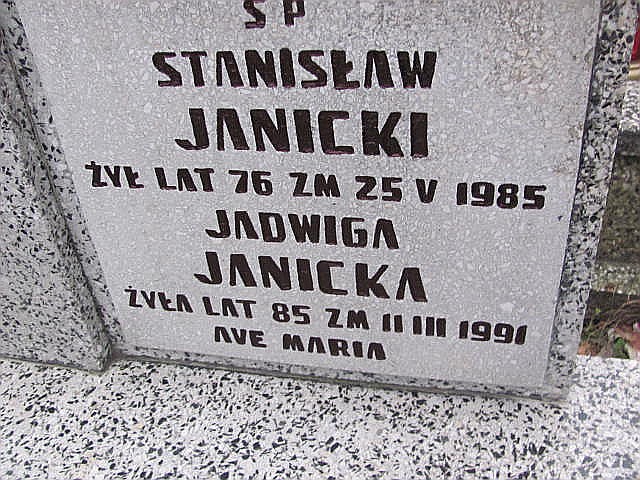 SP
STANISŁAW
JANICKI
ŻYŁ LAT 76 ZM 25 V 1985
JADWIGA
JANICKA
ŻYŁA LAT 85 ZM 11 III 1991
AVE MARIA